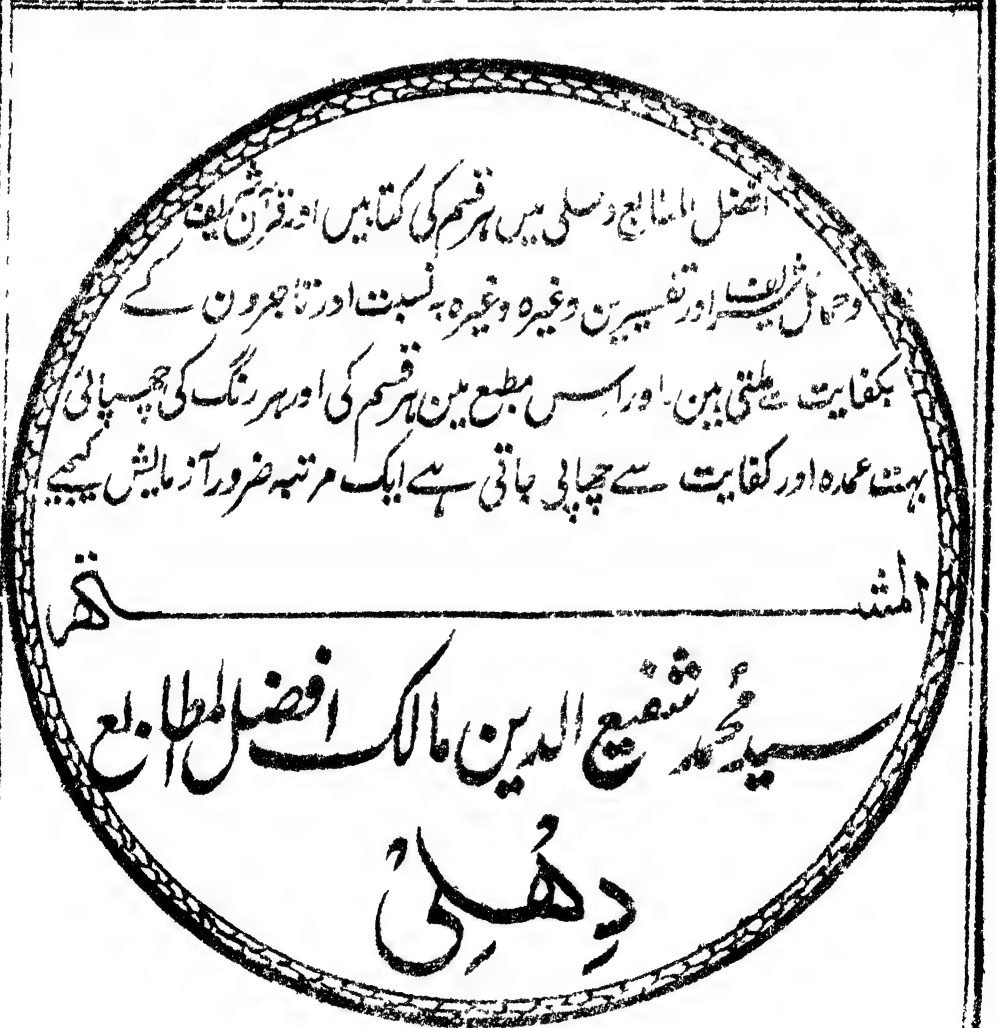 افضل المطابع دہلی میں ہر قسم کی کتابیں اور قرآن شریف
و حمائل شریف اور تفسیرین وغیرہ وغیرہ بہ نسبت اور تاجرون کے
بکفایت سے ملتی ہین۔ اور اس مطبع مین ہر قسم کی اور ہر رنگ کی چھپائی
بہت عمدہ اور کفایت سے چھاپی جاتی ہے ایک مرتبہ ضرور آزمایش کیجیے
المشتھر
سید محمد شفیع الدین مالک افضل المطابع
دِھُلِیْ